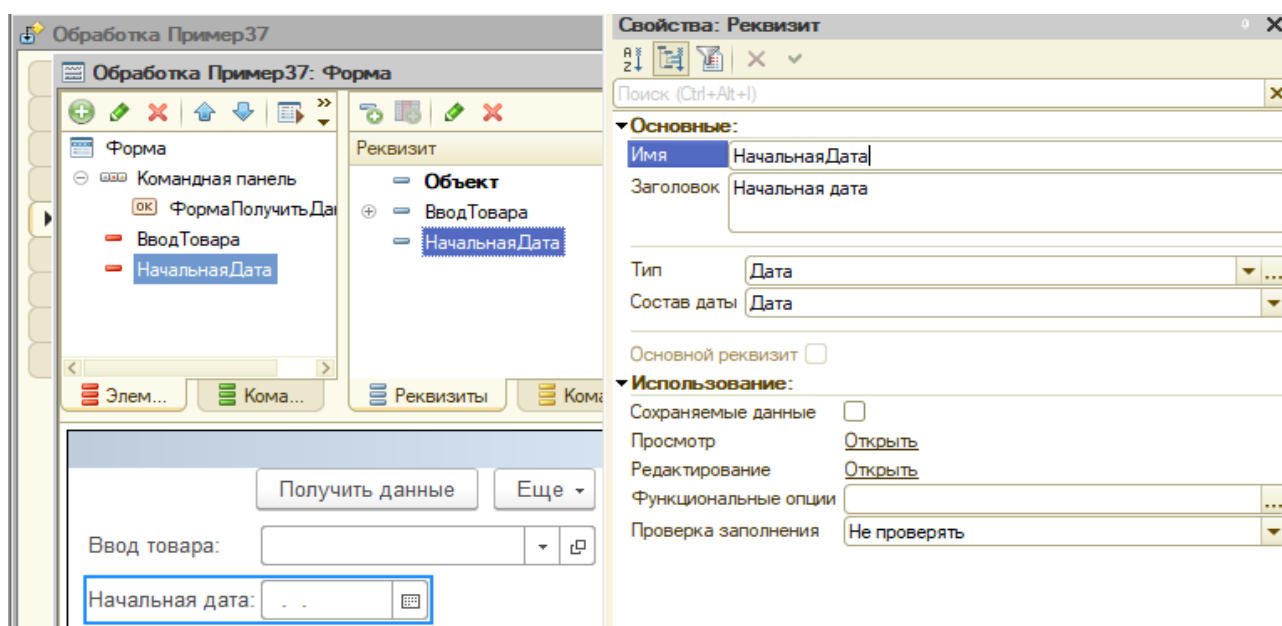 Обработка Пример37
Обработка Пример37: Форма
Форма
Командная панель
OK ФормаПолучитьДа
ВводТовара
НачальнаяДата
Элем...
Кома...
Реквизит
Объект
ВводТовара
НачальнаяДата
Реквизиты
Кома
Получить данные
Еще
Ввод товара:
Начальная дата: . .
Свойства: Реквизит
Поиск (Ctrl+Alt+I)
Основные:
Имя НачальнаяДата
Заголовок Начальная дата
Тип Дата
Состав даты Дата
Основной реквизит
Использование:
Сохраняемые данные
Просмотр Открыть
Редактирование Открыть
Функциональные опции
Проверка заполнения Не проверять